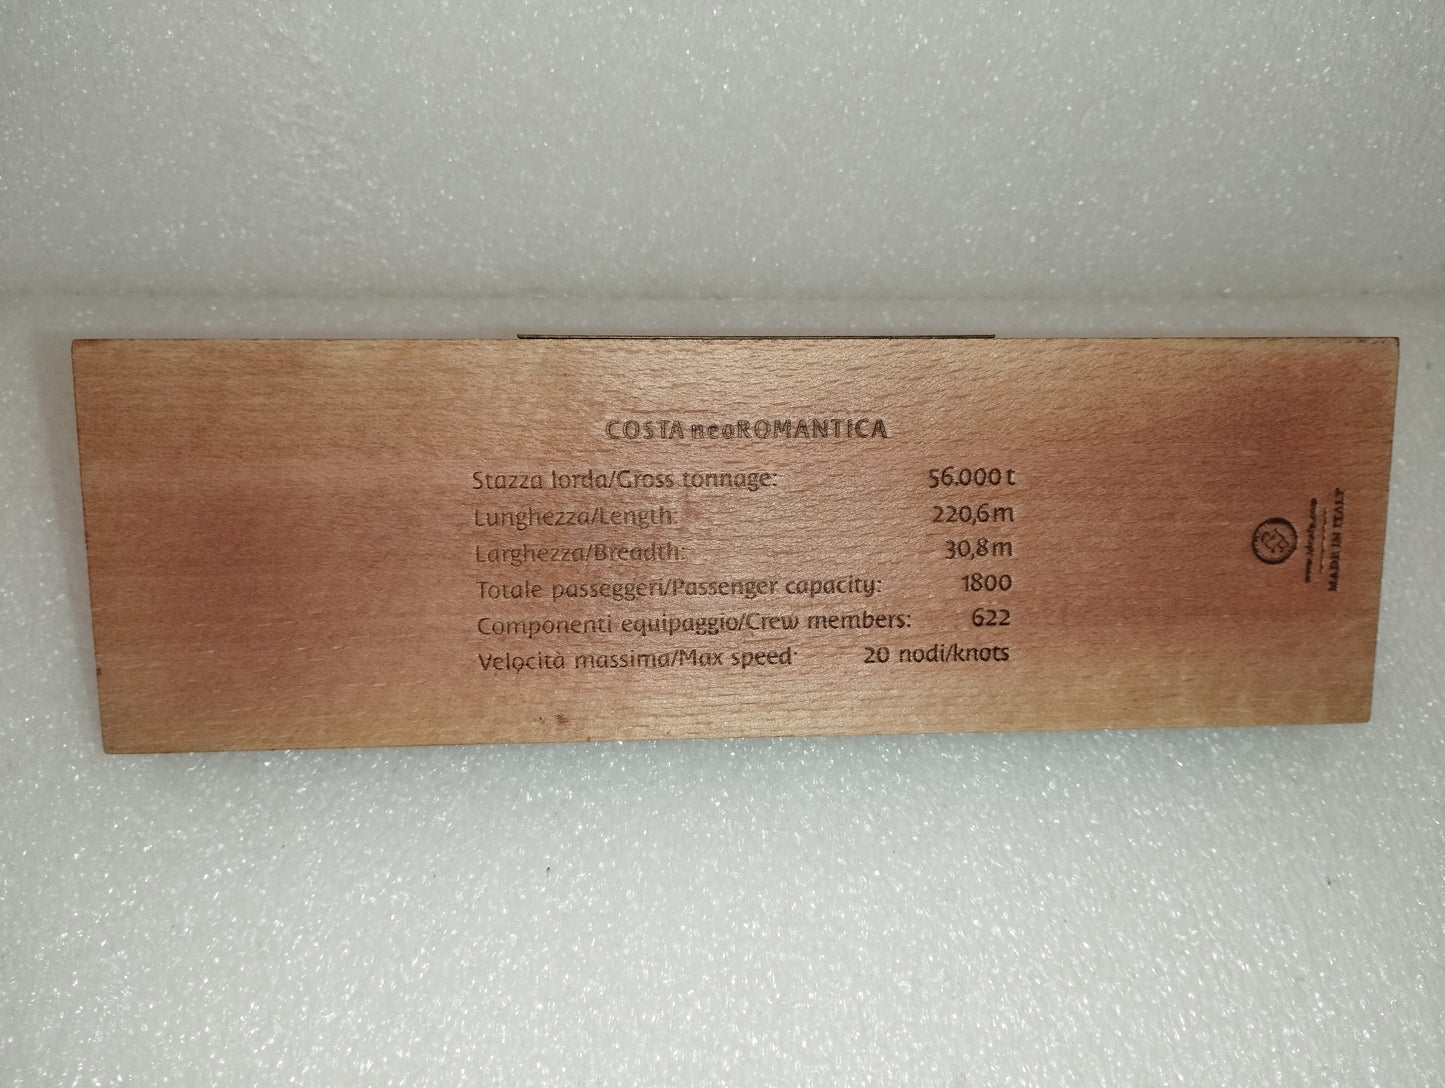 COSTA neoROMANTICA
Stazza lorda/Gross tonnage: 56.000 t
Lunghezza/Length: 220,6 m
Larghezza/Breadth: 30,8 m
Totale passeggeri/Passenger capacity: 1800
Componenti equipaggio/Crew members: 622
Velocità massima/Max speed: 20 nodi/knots
MADE IN ITALY